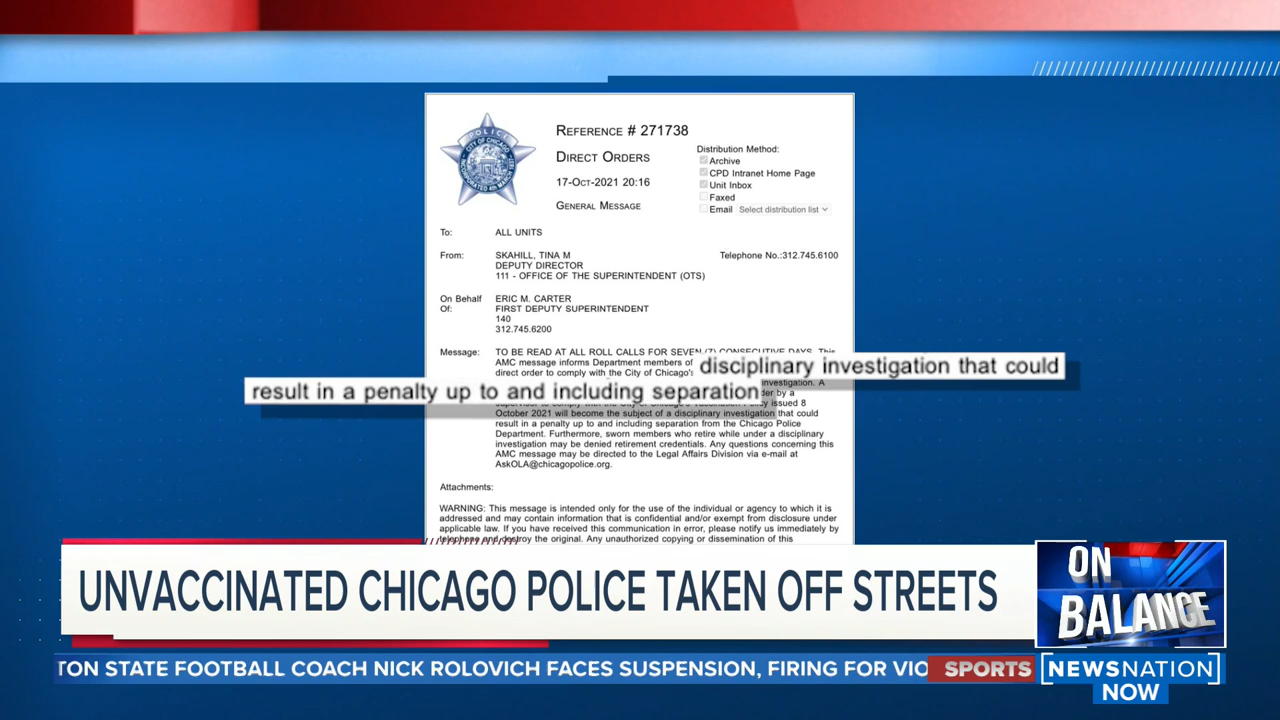 POLICE
CITY OF CHICAGO
INCORPORATED 4TH MARCH
REFERENCE # 271738
DIRECT ORDERS
17-OCT-2021 20:16
GENERAL MESSAGE
Distribution Method:
Archive
CPD Intranet Home Page
Unit Inbox
Faxed
Email Select distribution list
To: ALL UNITS
From: SKAHILL, TINA M Telephone No.:312.745.6100
DEPUTY DIRECTOR
111 - OFFICE OF THE SUPERINTENDENT (OTS)
On Behalf Of: ERIC M. CARTER
FIRST DEPUTY SUPERINTENDENT
140
312.745.6200
Message: TO BE READ AT ALL ROLL CALLS FOR SEVEN (7) CONSECUTIVE DAYS. This
AMC message informs Department members of
direct order to comply with the City of Chicago's
disciplinary investigation that could
result in a penalty up to and including separation
investigation. A
by a
issued 8
October 2021 will become the subject of a disciplinary investigation that could
result in a penalty up to and including separation from the Chicago Police
Department. Furthermore, sworn members who retire while under a disciplinary
investigation may be denied retirement credentials. Any questions concerning this
AMC message may be directed to the Legal Affairs Division via e-mail at
AskOLA@chicagopolice.org.
Attachments:
WARNING: This message is intended only for the use of the individual or agency to which it is
addressed and may contain information that is confidential and/or exempt from disclosure under
applicable law. If you have received this communication in error, please notify us immediately by
telephone and destroy the original. Any unauthorized copying or dissemination of this
UNVACCINATED CHICAGO POLICE TAKEN OFF STREETS
ON
BALANCE
TON STATE FOOTBALL COACH NICK ROLOVICH FACES SUSPENSION, FIRING FOR VIO
SPORTS
NEWSNATION
NOW